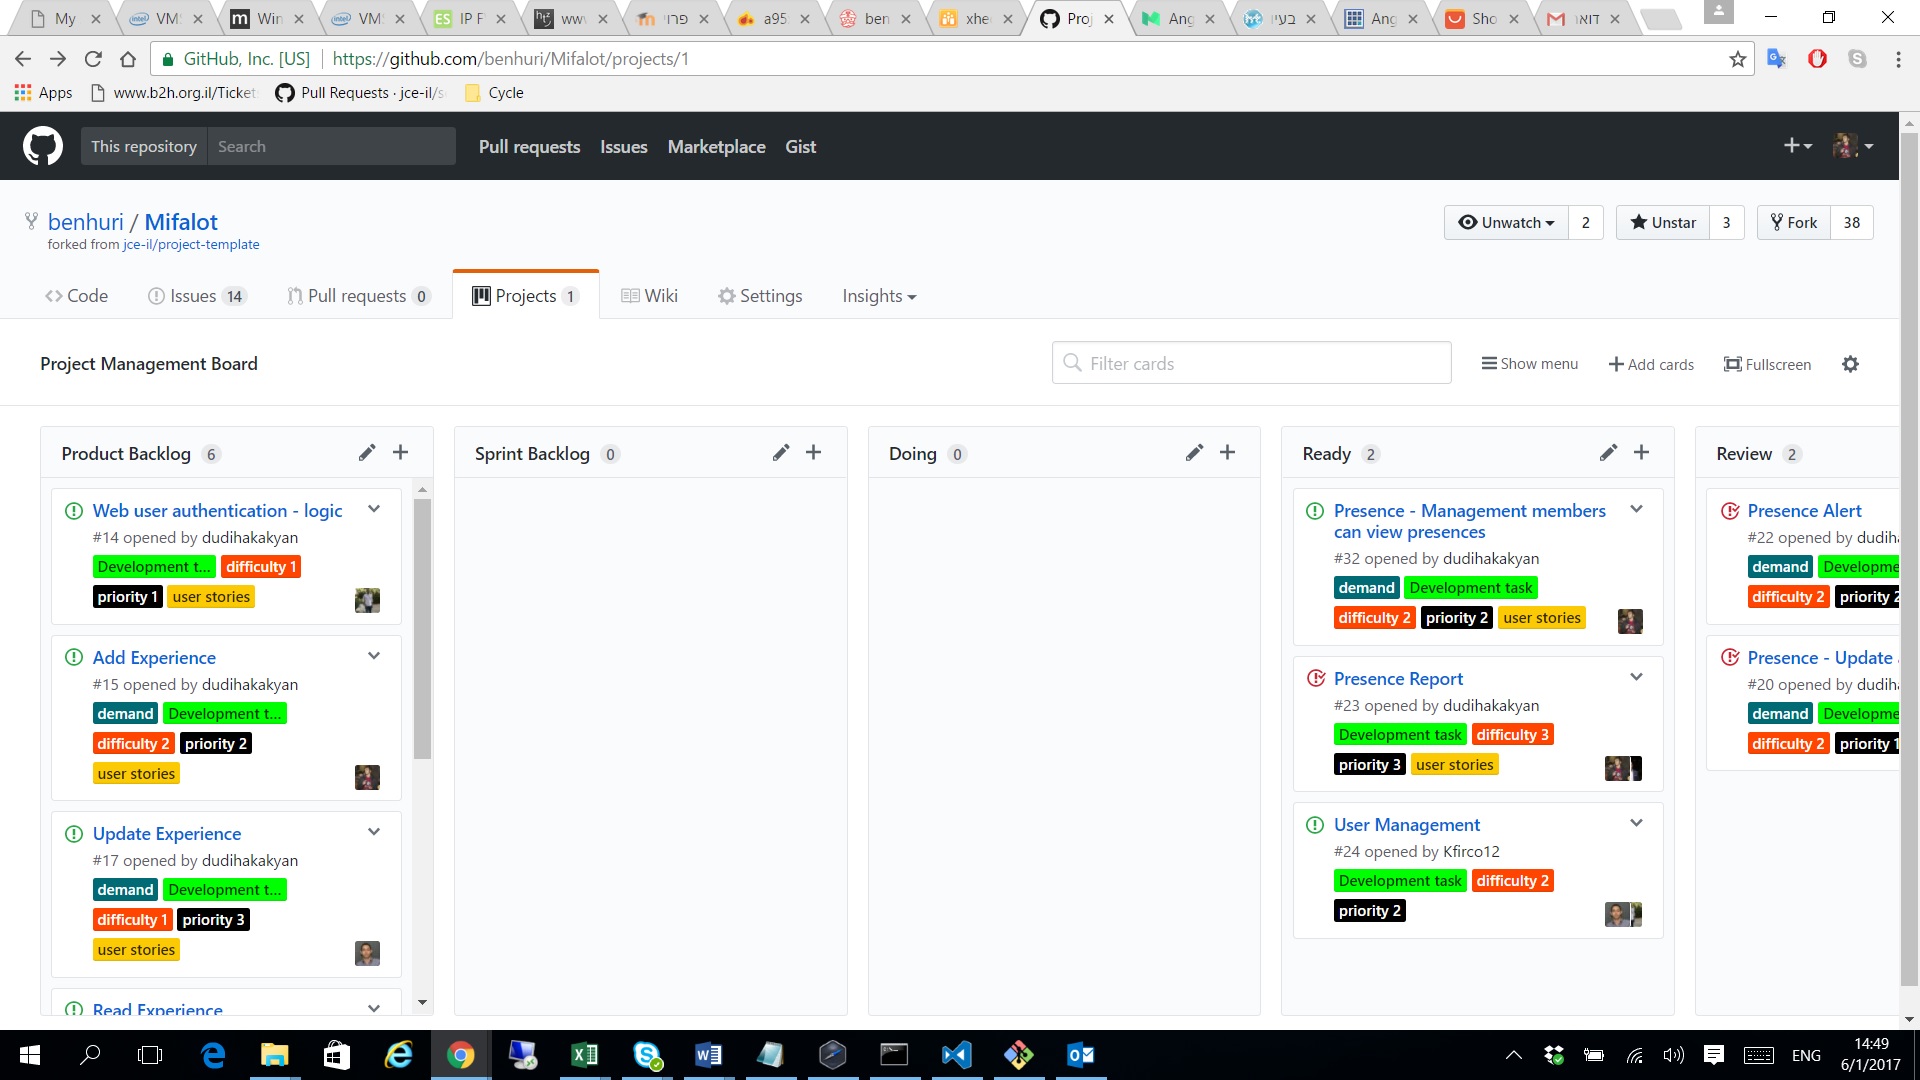 My
VM
Win
VM
ES IP F
htz ww
פרוי
a95
ben
xhe
Proj
Ang
בעיו
Ang
Sho
דואר
GitHub, Inc. [US] | https://github.com/benhuri/Mifalot/projects/1
Apps www.b2h.org.il/Ticket Pull Requests · jce-il/s Cycle
This repository Search Pull requests Issues Marketplace Gist
benhuri / Mifalot
forked from jce-il/project-template
Unwatch 2 Unstar 3 Fork 38
Code Issues 14 Pull requests 0 Projects 1 Wiki Settings Insights
Project Management Board Filter cards Show menu Add cards Fullscreen
Product Backlog 6
Web user authentication - logic
#14 opened by dudihakakyan
Development t... difficulty 1
priority 1 user stories
Add Experience
#15 opened by dudihakakyan
demand Development t...
difficulty 2 priority 2
user stories
Update Experience
#17 opened by dudihakakyan
demand Development t...
difficulty 1 priority 3
user stories
Read Experience
Sprint Backlog 0
Doing 0
Ready 2
Presence - Management members
can view presences
#32 opened by dudihakakyan
demand Development task
difficulty 2 priority 2 user stories
Presence Report
#23 opened by dudihakakyan
Development task difficulty 3
priority 3 user stories
User Management
#24 opened by Kfirco12
Development task difficulty 2
priority 2
Review 2
Presence Alert
#22 opened by dudih
demand Developme
difficulty 2 priority 2
Presence - Update
#20 opened by dudih
demand Developme
difficulty 2 priority 1
ENG
14:49
6/1/2017